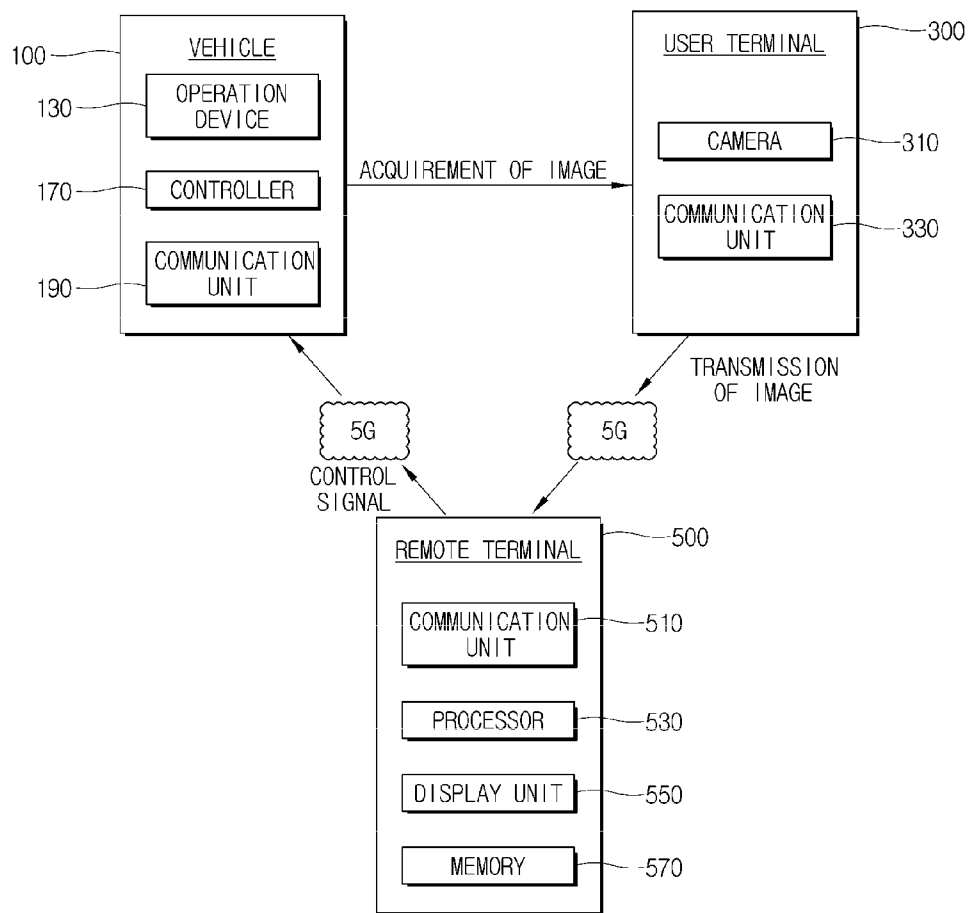 100
VEHICLE
130
OPERATION
DEVICE
170
CONTROLLER
190
COMMUNICATION
UNIT
ACQUIREMENT OF IMAGE
USER TERMINAL
300
CAMERA
310
COMMUNICATION
UNIT
330
TRANSMISSION
OF IMAGE
5G
5G
CONTROL
SIGNAL
REMOTE TERMINAL
500
COMMUNICATION
UNIT
510
PROCESSOR
530
DISPLAY UNIT
550
MEMORY
570